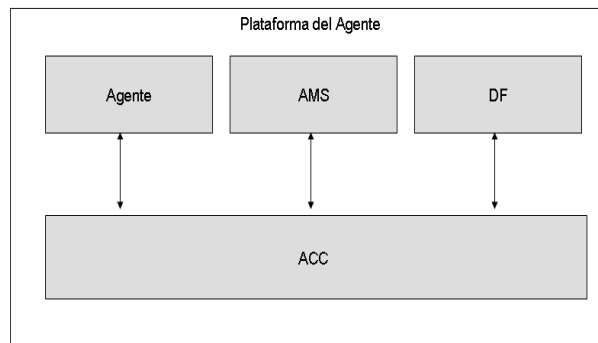 Plataforma del Agente
Agente
AMS
DF
ACC